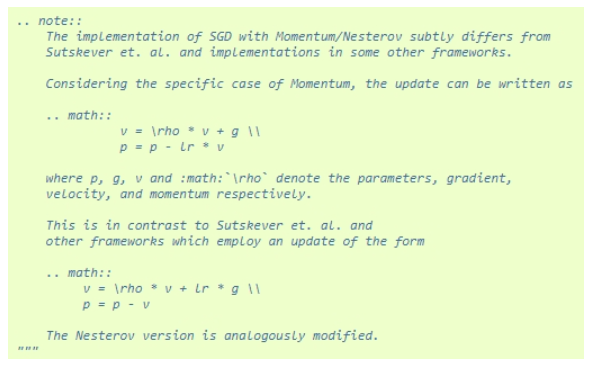 .. note::
The implementation of SGD with Momentum/Nesterov subtly differs from
Sutskever et. al. and implementations in some other frameworks.
Considering the specific case of Momentum, the update can be written as
.. math::
v = \rho * v + g \\
p = p - lr * v
where p, g, v and :math:`\rho` denote the parameters, gradient,
velocity, and momentum respectively.
This is in contrast to Sutskever et. al. and
other frameworks which employ an update of the form
.. math::
v = \rho * v + lr * g \\
p = p - v
The Nesterov version is analogously modified.
"""